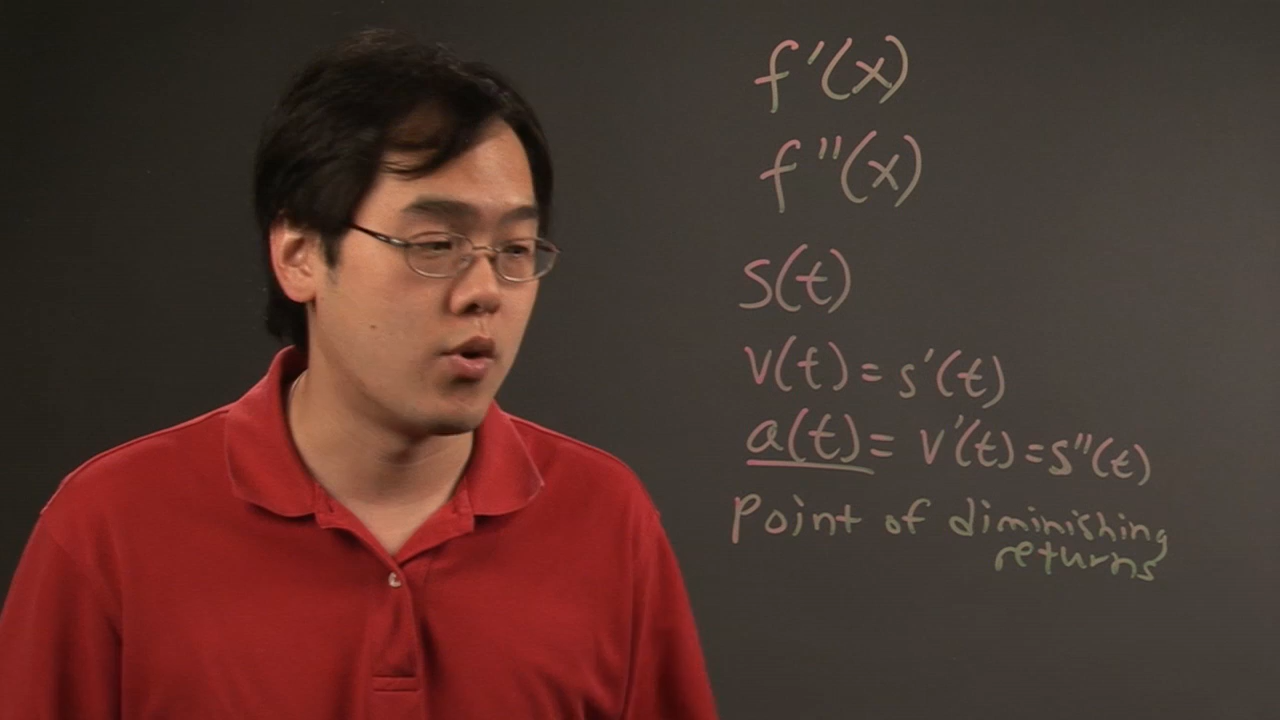 f'(x)
f"(x)
s(t)
v(t) = s'(t)
a(t) = v'(t) = s"(t)
Point of diminishing
returns